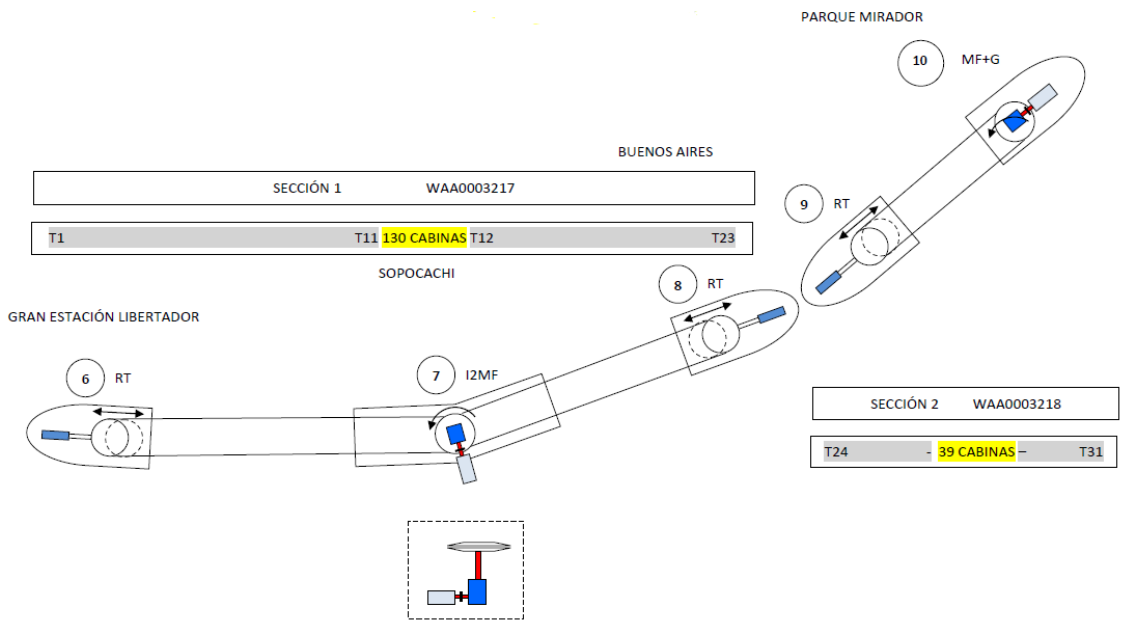 PARQUE MIRADOR
10 MF+G
BUENOS AIRES
SECCIÓN 1 WAA0003217
9 RT
T1 T11 130 CABINAS T12 T23
SOPOCACHI
8 RT
GRAN ESTACIÓN LIBERTADOR
6 RT
7 I2MF
SECCIÓN 2 WAA0003218
T24 - 39 CABINAS – T31